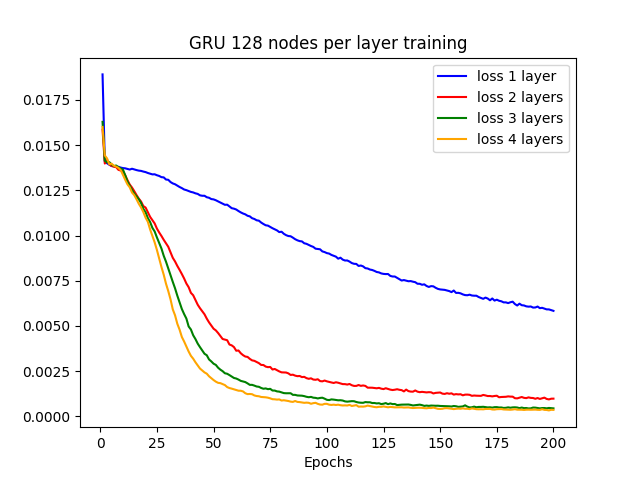 GRU 128 nodes per layer training
loss 1 layer
loss 2 layers
loss 3 layers
loss 4 layers
0.0175
0.0150
0.0125
0.0100
0.0075
0.0050
0.0025
0.0000
0 25 50 75 100 125 150 175 200
Epochs